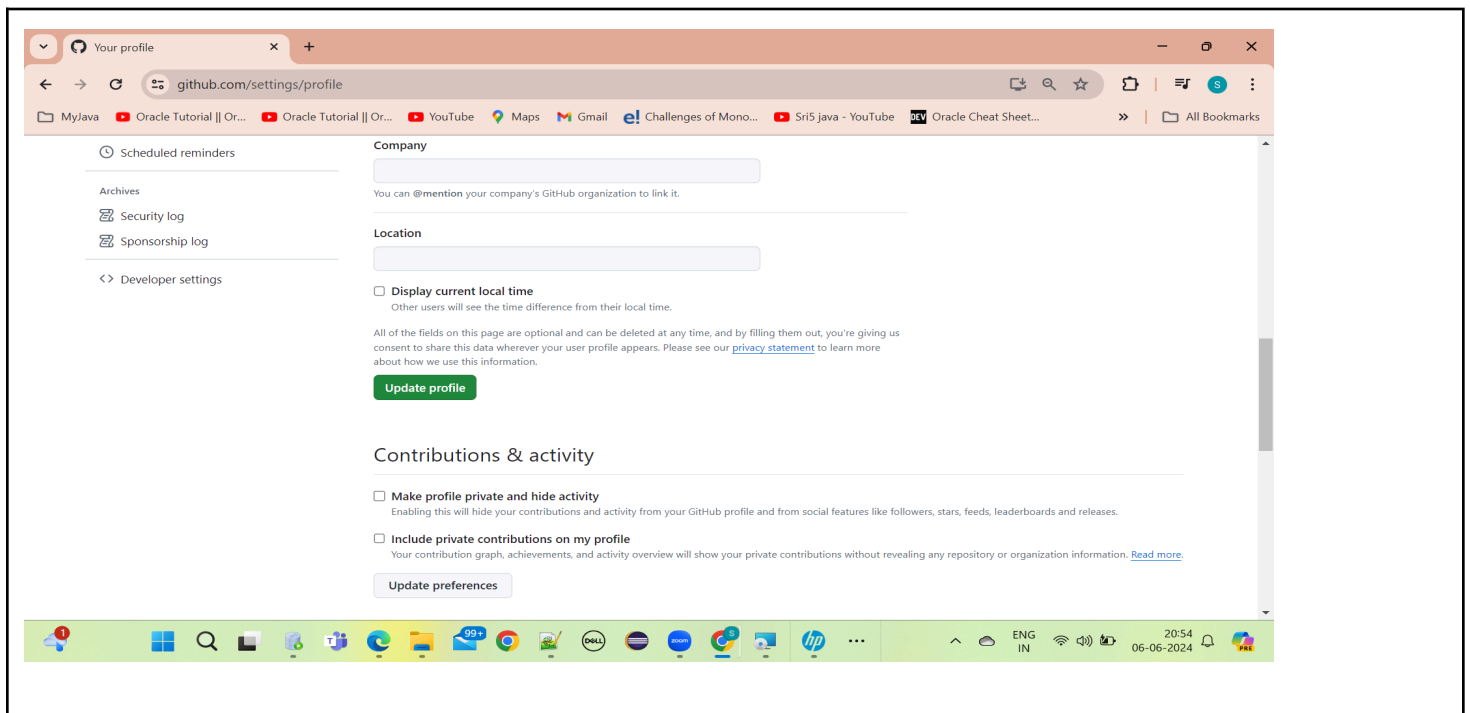 Your profile
github.com/settings/profile
S
MyJava
Oracle Tutorial || Or...
Oracle Tutorial || Or...
YouTube
Maps
Gmail
Challenges of Mono...
Sri5 java - YouTube
DEV
Oracle Cheat Sheet...
All Bookmarks
Scheduled reminders
Archives
Security log
Sponsorship log
Developer settings
Company
You can @mention your company's GitHub organization to link it.
Location
Display current local time
Other users will see the time difference from their local time.
All of the fields on this page are optional and can be deleted at any time, and by filling them out, you're giving us
consent to share this data wherever your user profile appears. Please see our privacy statement to learn more
about how we use this information.
Update profile
Contributions & activity
Make profile private and hide activity
Enabling this will hide your contributions and activity from your GitHub profile and from social features like followers, stars, feeds, leaderboards and releases.
Include private contributions on my profile
Your contribution graph, achievements, and activity overview will show your private contributions without revealing any repository or organization information. Read more.
Update preferences
1
99+
DELL
zoom
S
hp
ENG
IN
20:54
06-06-2024
PRE